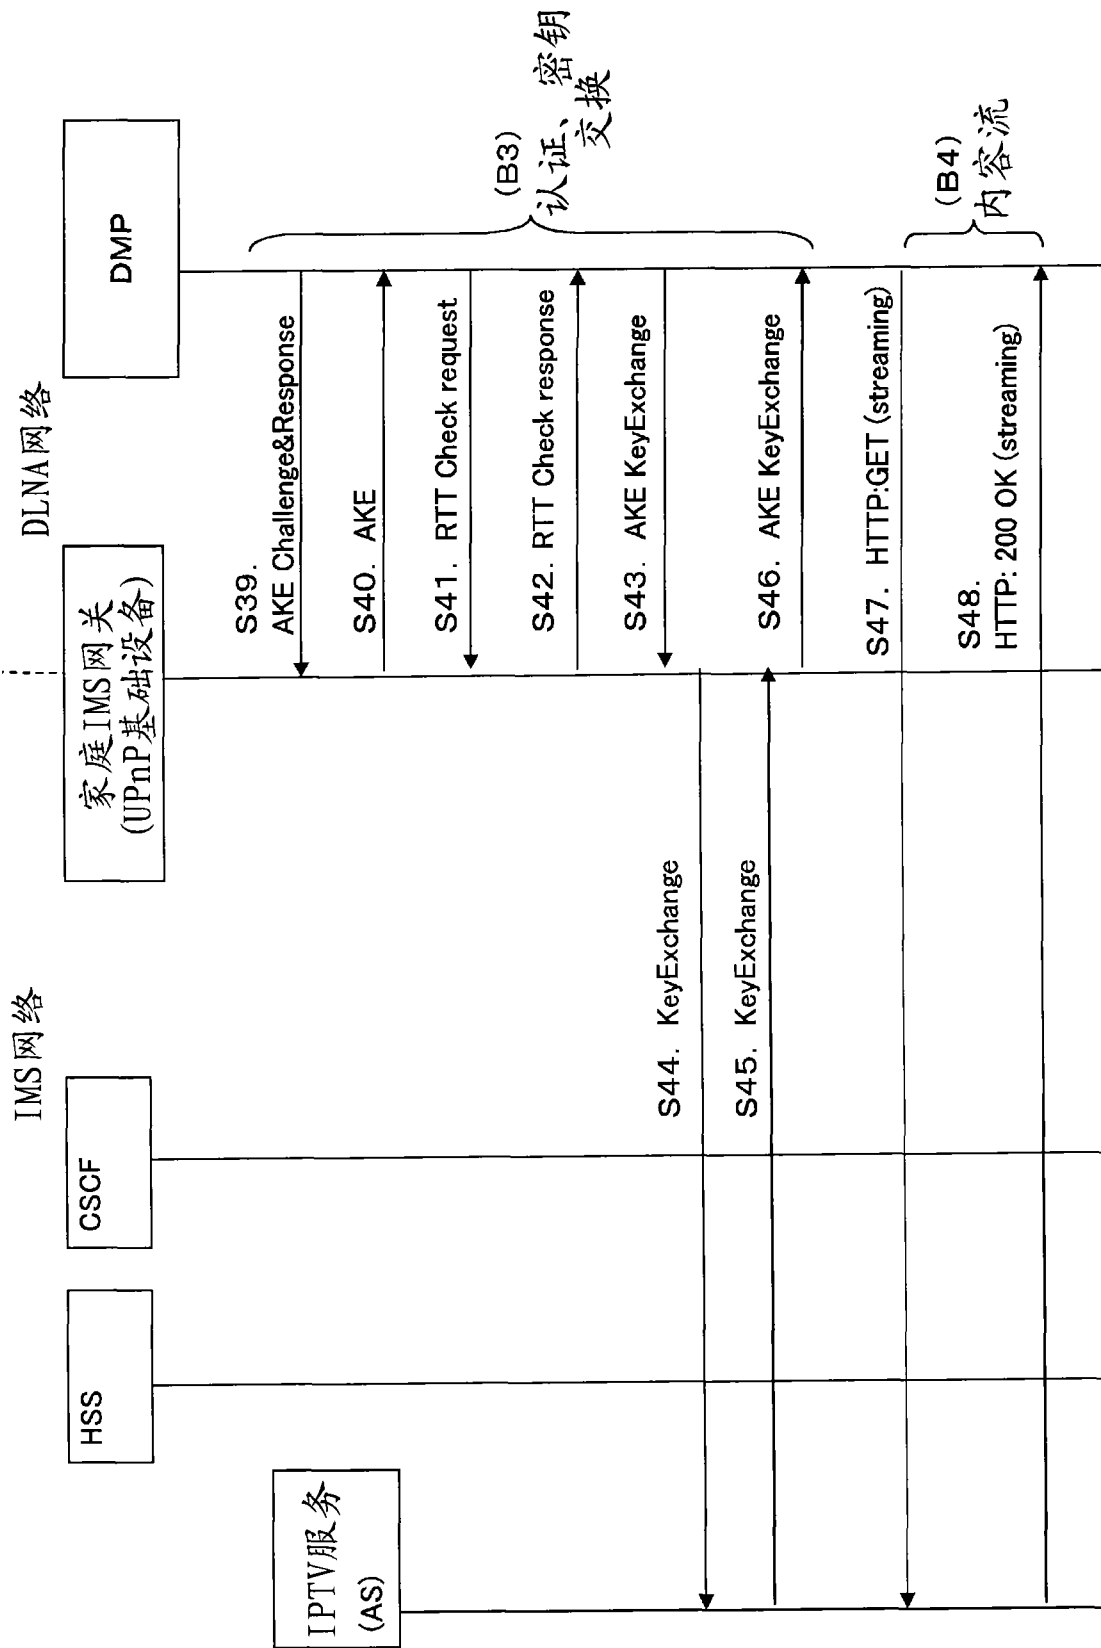 IMS网络
DLNA网络
IPTV服务
(AS)
HSS
CSCF
家庭IMS网关
(UPnP基础设备)
DMP
S39.
AKE Challenge&Response
S40. AKE
S41. RTT Check request
S42. RTT Check response
S43. AKE KeyExchange
S44. KeyExchange
S45. KeyExchange
S46. AKE KeyExchange
(B3)
认证、密钥
交换
S47. HTTP:GET (streaming)
S48.
HTTP: 200 OK (streaming)
(B4)
内容流